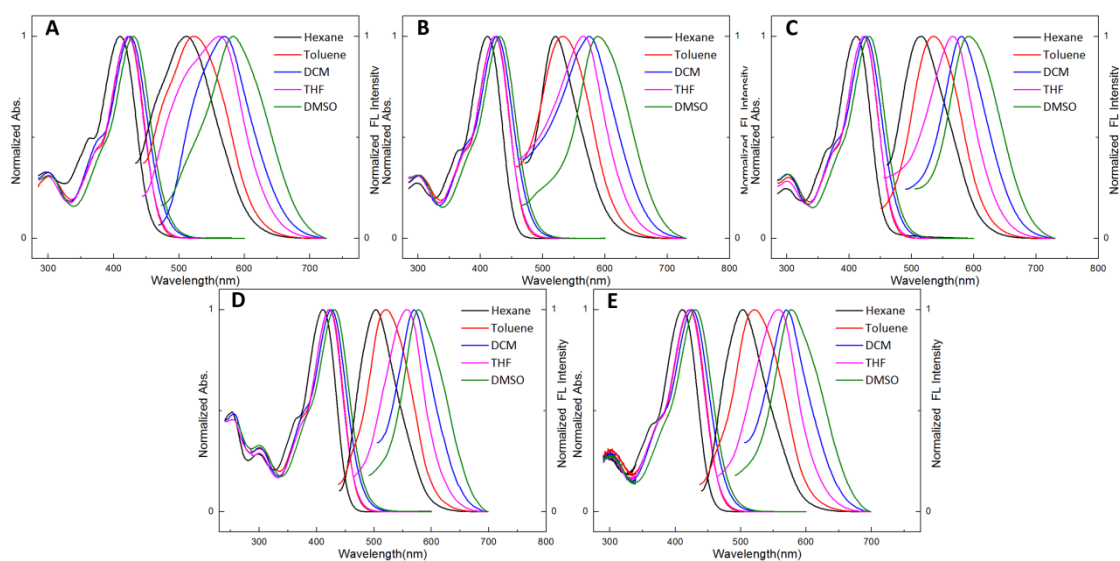 A
Hexane
Toluene
DCM
THF
DMSO
1
1
0
0
Normalized Abs.
Normalized FL Intensity
300 400 500 600 700
Wavelength(nm)
B
Hexane
Toluene
DCM
THF
DMSO
1
1
0
0
Normalized Abs.
Normalized FL Intensity
300 400 500 600 700 800
Wavelength(nm)
C
Hexane
Toluene
DCM
THF
DMSO
1
1
0
0
Normalized Abs.
Normalized FL Intensity
300 400 500 600 700 800
Wavelength(nm)
D
Hexane
Toluene
DCM
THF
DMSO
1
1
0
0
Normalized Abs.
Normalized FL Intensity
300 400 500 600 700 800
Wavelength(nm)
E
Hexane
Toluene
DCM
THF
DMSO
1
1
0
0
Normalized Abs.
Normalized FL Intensity
300 400 500 600 700
Wavelength(nm)